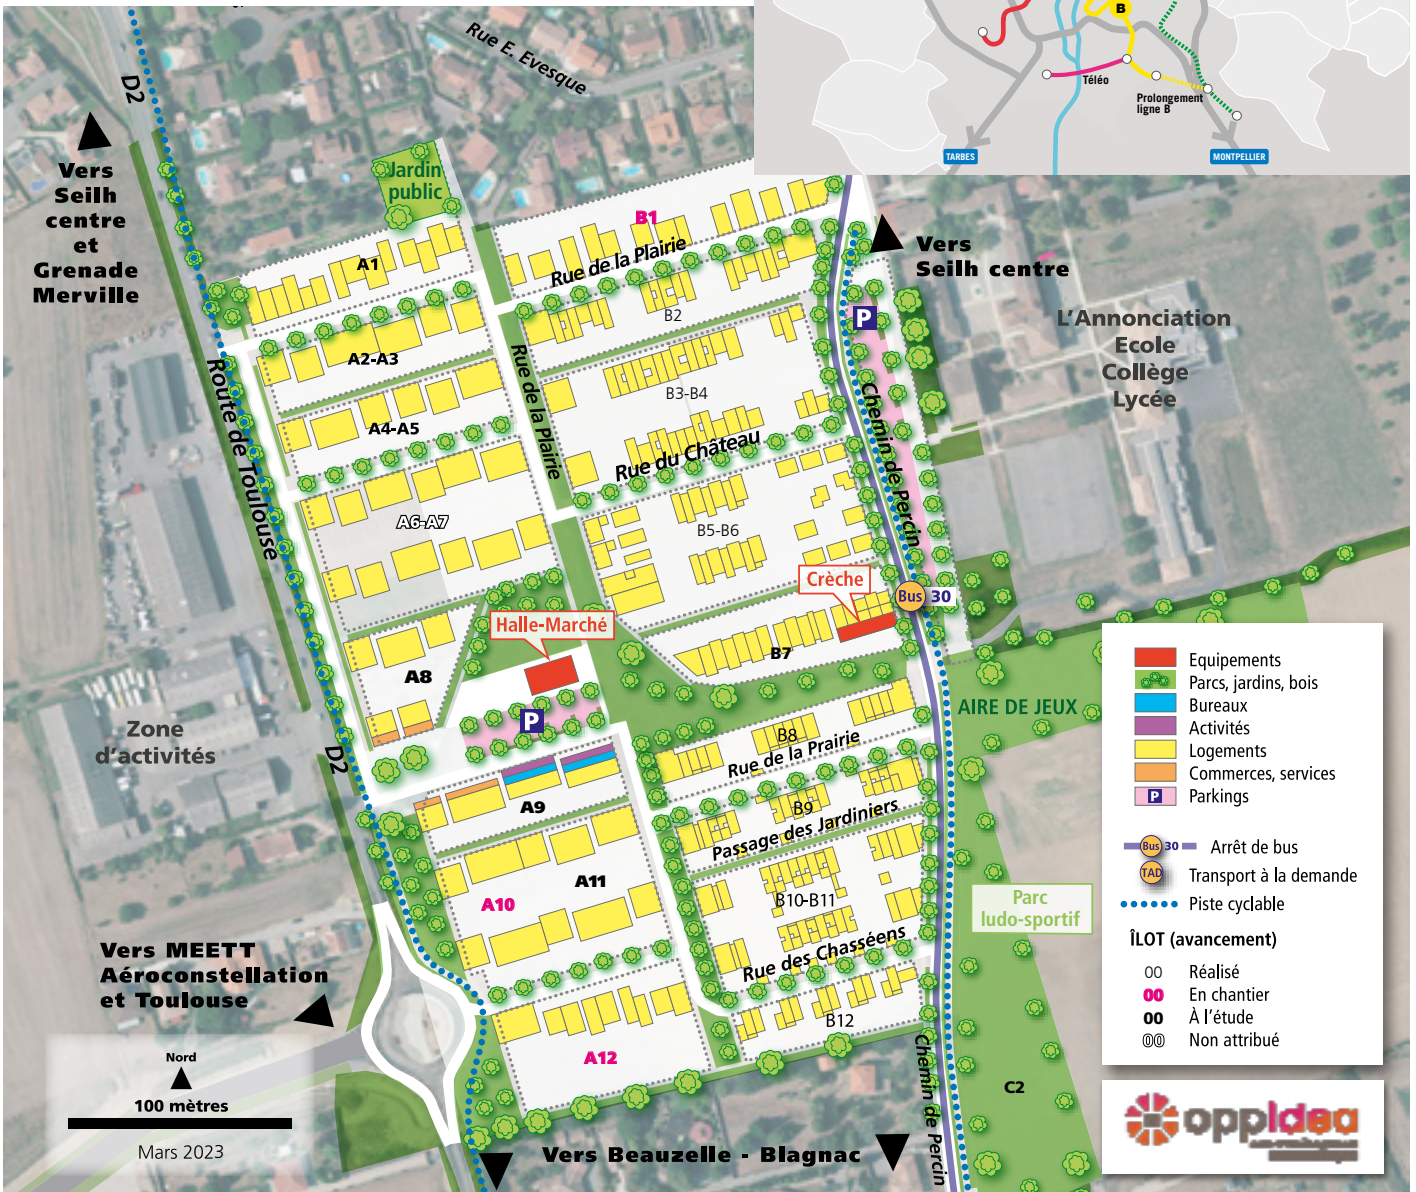 B
Téléo
Prolongement
ligne B
TARBES
MONTPELLIER
Rue E. Evesque
D2
Vers
Seilh
centre
et
Grenade
Merville
Jardin
public
A1
B1
Rue de la Plairie
Vers
Seilh centre
B2
P
L'Annonciation
Ecole
Collège
Lycée
A2-A3
Rue de la Plairie
B3-B4
Route de Toulouse
A4-A5
Rue du Château
Chemin de Percin
A6-A7
B5-B6
Crèche
Bus 30
Halle-Marché
A8
B7
P
AIRE DE JEUX
Zone
d'activités
D2
B8
Rue de la Prairie
A9
B9
Passage des Jardiniers
A11
A10
B10-B11
Parc
ludo-sportif
Rue des Chasséens
B12
A12
Chemin de Percin
C2
Vers MEETT
Aéroconstellation
et Toulouse
Nord
100 mètres
Mars 2023
Vers Beauzelle - Blagnac
Equipements
Parcs, jardins, bois
Bureaux
Activités
Logements
Commerces, services
P Parkings
Bus 30 Arrêt de bus
TAD Transport à la demande
Piste cyclable
ÎLOT (avancement)
00 Réalisé
00 En chantier
00 À l'étude
00 Non attribué
oppidea